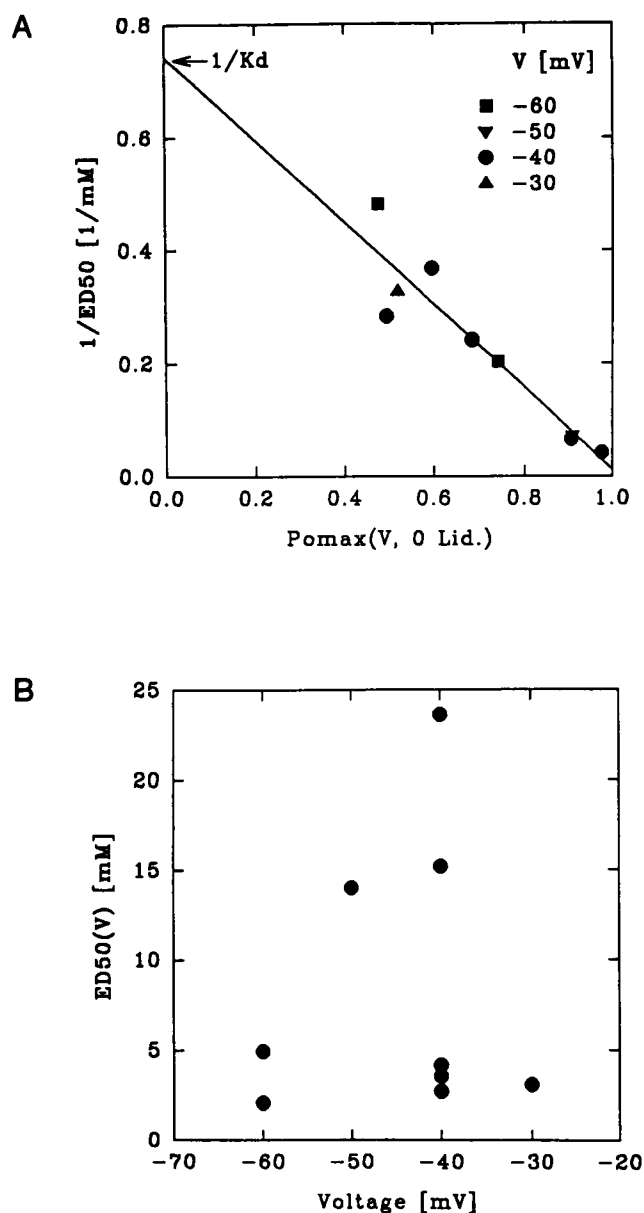 A
0.8
0.6
0.4
0.2
0.0
1/ED50 [1/mM]
1/Kd
V [mV]
-60
-50
-40
-30
0.0 0.2 0.4 0.6 0.8 1.0
Pomax(V, 0 Lid.)
B
25
20
15
10
5
0
ED50(V) [mM]
-70 -60 -50 -40 -30 -20
Voltage [mV]